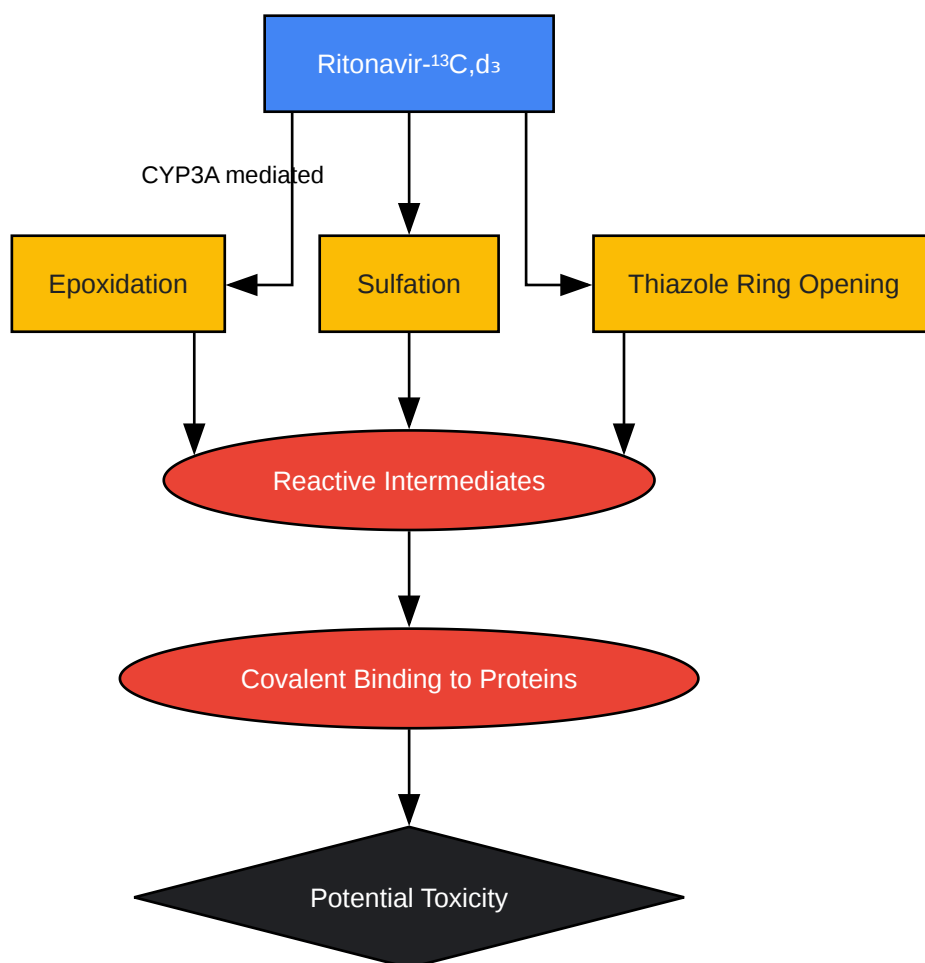 Ritonavir-¹³C,d₃
CYP3A mediated
Epoxidation
Sulfation
Thiazole Ring Opening
Reactive Intermediates
Covalent Binding to Proteins
Potential Toxicity